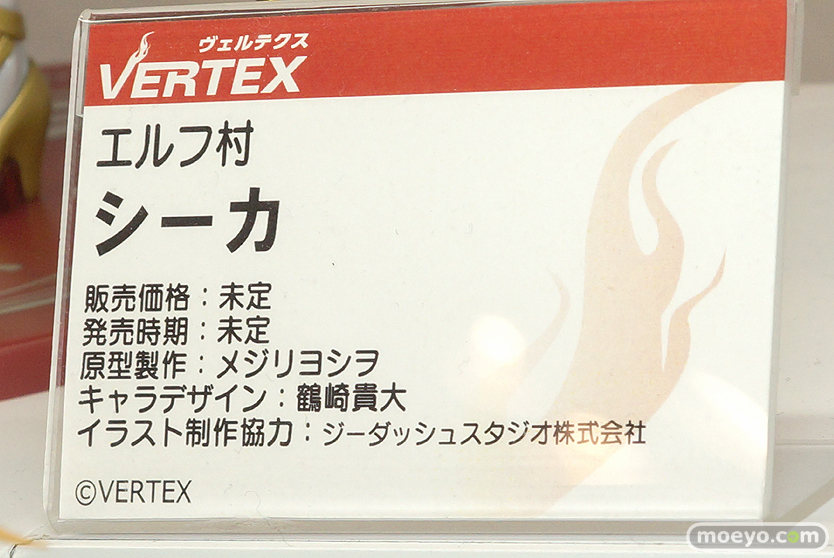 ヴェルテクス
VERTEX
エルフ村
シーカ
販売価格：未定
発売時期：未定
原型製作：メジリヨシヲ
キャラデザイン：鶴崎貴大
イラスト制作協力：ジーダッシュスタジオ株式会社
©VERTEX
moeyo.com